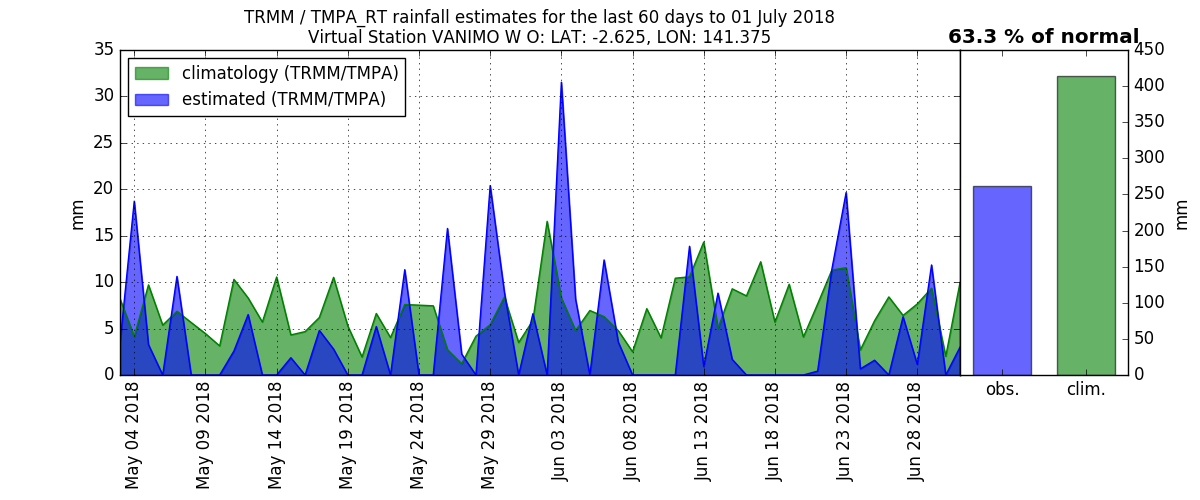 TRMM / TMPA_RT rainfall estimates for the last 60 days to 01 July 2018
Virtual Station VANIMO W O: LAT: -2.625, LON: 141.375
63.3 % of normal
climatology (TRMM/TMPA)
estimated (TRMM/TMPA)
mm
35
30
25
20
15
10
5
0
May 04 2018
May 09 2018
May 14 2018
May 19 2018
May 24 2018
May 29 2018
Jun 03 2018
Jun 08 2018
Jun 13 2018
Jun 18 2018
Jun 23 2018
Jun 28 2018
450
400
350
300
250
200
150
100
50
0
mm
obs.
clim.